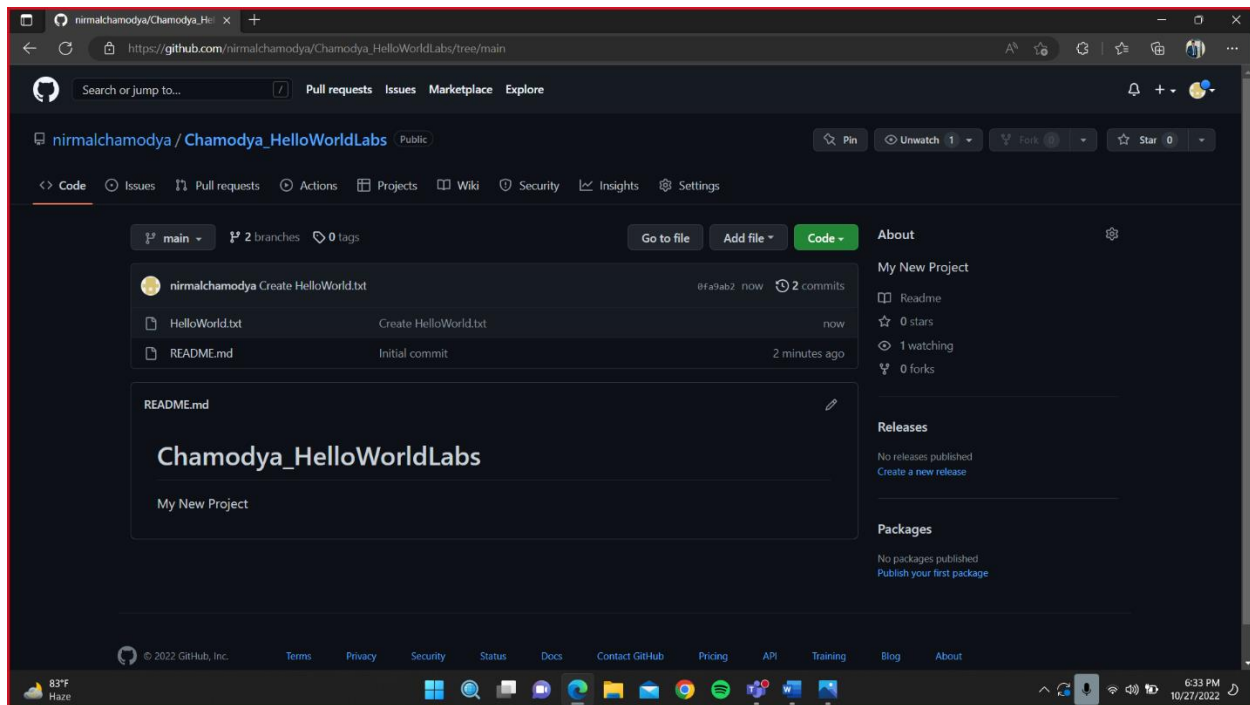 nirmalchamodya/Chamodya_Hel
https://github.com/nirmalchamodya/Chamodya_HelloWorldLabs/tree/main
Search or jump to... / Pull requests Issues Marketplace Explore
nirmalchamodya / Chamodya_HelloWorldLabs Public
Pin Unwatch 1 Fork 0 Star 0
<> Code Issues Pull requests Actions Projects Wiki Security Insights Settings
main 2 branches 0 tags Go to file Add file Code
nirmalchamodya Create HelloWorld.txt 0fa9ab2 now 2 commits
HelloWorld.txt Create HelloWorld.txt now
README.md Initial commit 2 minutes ago
README.md
Chamodya_HelloWorldLabs
My New Project
About
My New Project
Readme
0 stars
1 watching
0 forks
Releases
No releases published
Create a new release
Packages
No packages published
Publish your first package
© 2022 GitHub, Inc. Terms Privacy Security Status Docs Contact GitHub Pricing API Training Blog About
83°F
Haze
6:33 PM
10/27/2022